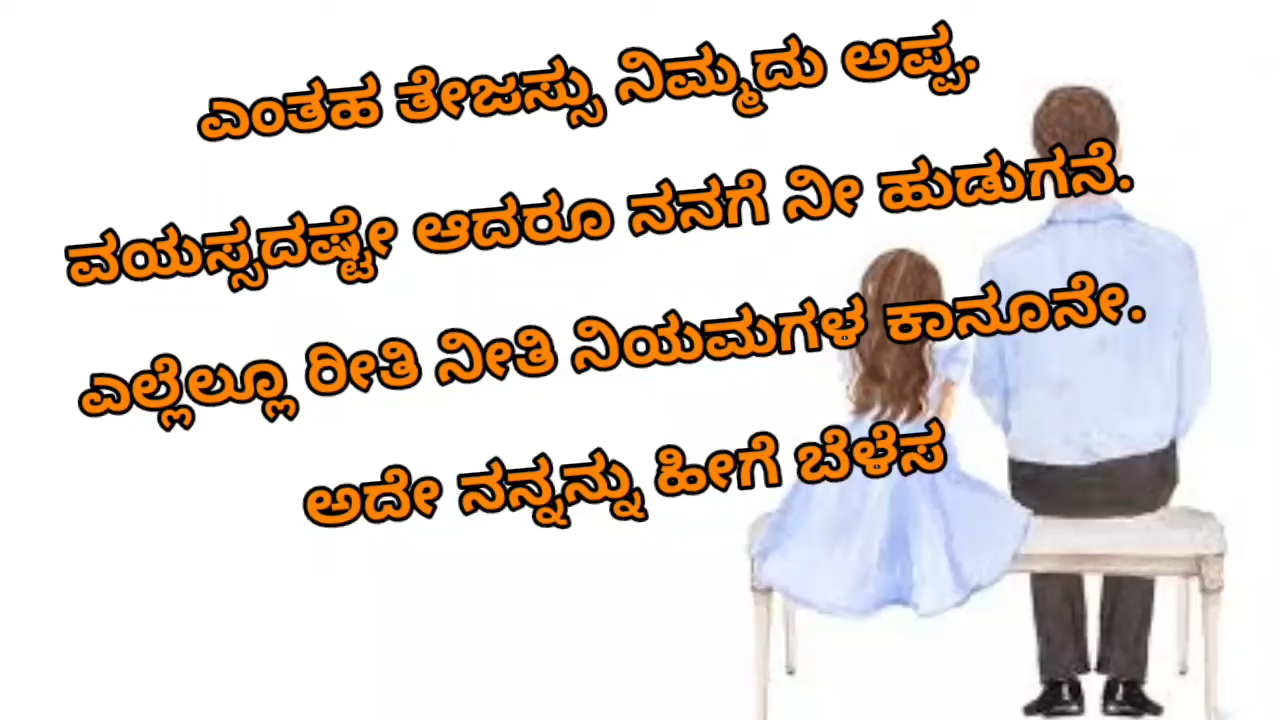 ಎಂತಹ ತೇಜಸ್ಸು ನಿಮ್ಮದು ಅಪ್ಪ.
ವಯಸ್ಸದಷ್ಟೇ ಆದರೂ ನನಗೆ ನೀ ಹುಡುಗನೆ.
ಎಲ್ಲೆಲ್ಲೂ ರೀತಿ ನೀತಿ ನಿಯಮಗಳ ಕಾನೂನೇ.
ಅದೇ ನನ್ನನ್ನು ಹೀಗೆ ಬೆಳೆಸ